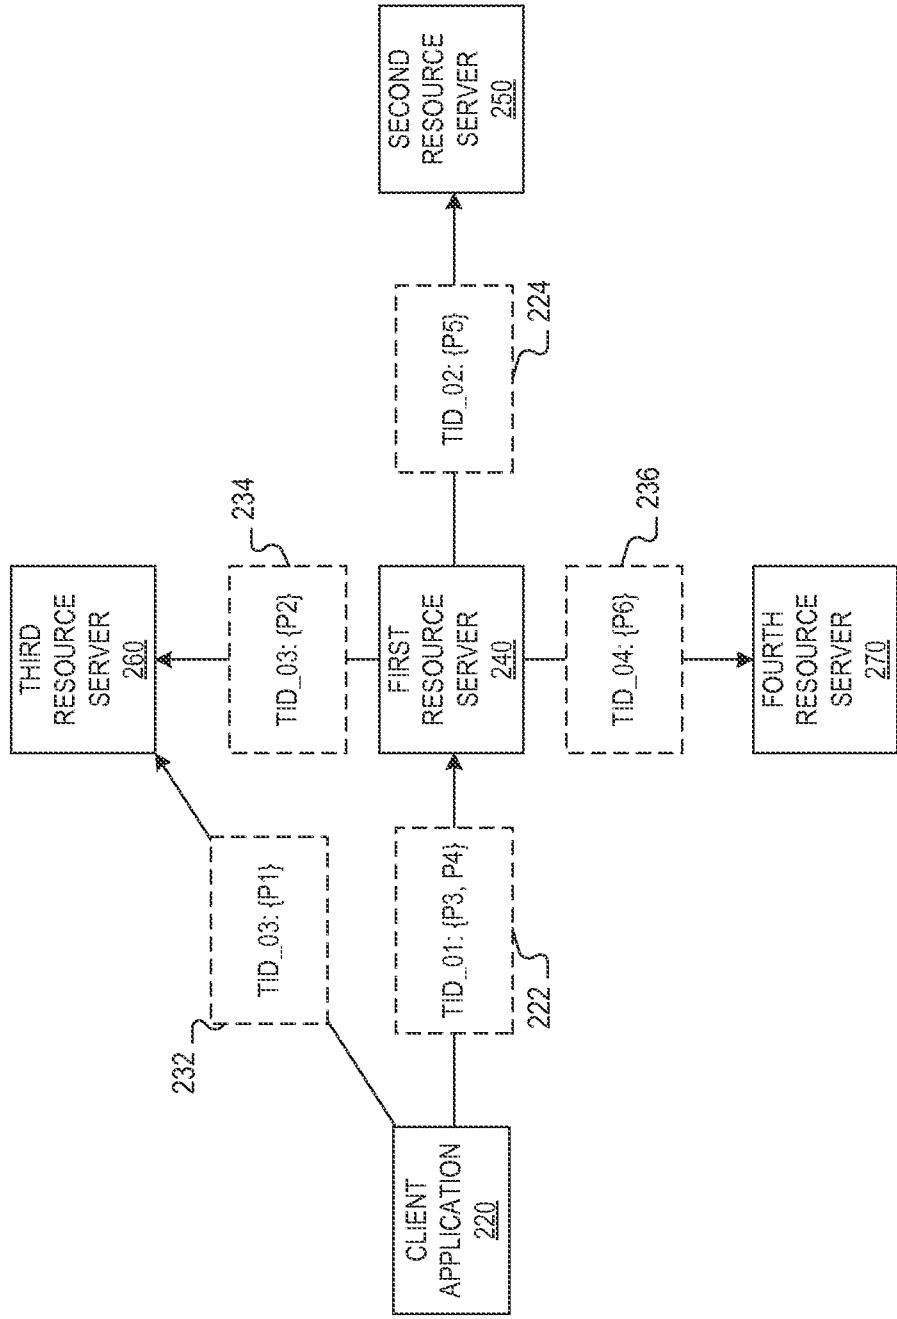 THIRD
RESOURCE
SERVER
260
232
TID_03: {P1}
TID_03: {P2}
234
CLIENT
APPLICATION
220
TID_01: {P3, P4}
222
FIRST
RESOURCE
SERVER
240
TID_02: {P5}
224
SECOND
RESOURCE
SERVER
250
TID_04: {P6}
236
FOURTH
RESOURCE
SERVER
270